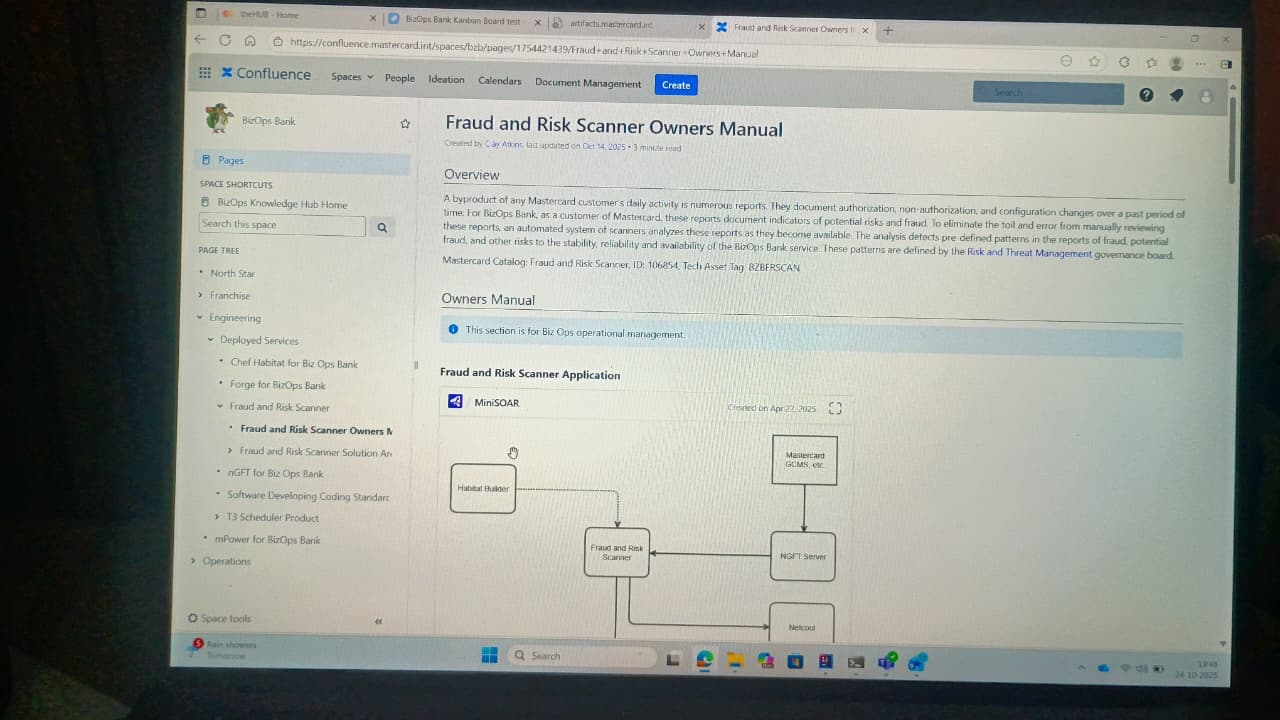 theHUB - Home
BizOps Bank Kanban Board test
artifacts.mastercard.int
Fraud and Risk Scanner Owners
https://confluence.mastercard.int/spaces/bzb/pages/1754421439/Fraud+and+Risk+Scanner+Owners+Manual
Confluence
Spaces
People
Ideation
Calendars
Document Management
Create
Search
BizOps Bank
Pages
SPACE SHORTCUTS
BizOps Knowledge Hub Home
Search this space
PAGE TREE
North Star
Franchise
Engineering
Deployed Services
Chef Habitat for Biz Ops Bank
Forge for BizOps Bank
Fraud and Risk Scanner
Fraud and Risk Scanner Owners M
Fraud and Risk Scanner Solution An
nGFT for Biz Ops Bank
Software Developing Coding Standard
T3 Scheduler Product
mPower for BizOps Bank
Operations
Space tools
Fraud and Risk Scanner Owners Manual
Created by Clay Atkins, last updated on Oct 14, 2025 • 3 minute read
Overview
A byproduct of any Mastercard customer's daily activity is numerous reports. They document authorization, non-authorization, and configuration changes over a past period of
time. For BizOps Bank, as a customer of Mastercard, these reports document indicators of potential risks and fraud. To eliminate the toil and error from manually reviewing
these reports, an automated system of scanners analyzes these reports as they become available. The analysis detects pre-defined patterns in the reports of fraud, potential
fraud, and other risks to the stability, reliability and availability of the BizOps Bank service. These patterns are defined by the Risk and Threat Management governance board.
Mastercard Catalog: Fraud and Risk Scanner, ID: 106854, Tech Asset Tag: BZBFRSCAN
Owners Manual
This section is for Biz Ops operational management.
Fraud and Risk Scanner Application
MiniSOAR
Created on Apr 22, 2025
Mastercard
GCMS, etc.
Habitat Builder
Fraud and Risk
Scanner
NGFT Server
Netcool
5
Rain showers
Tomorrow
Search
19:48
24-10-2025